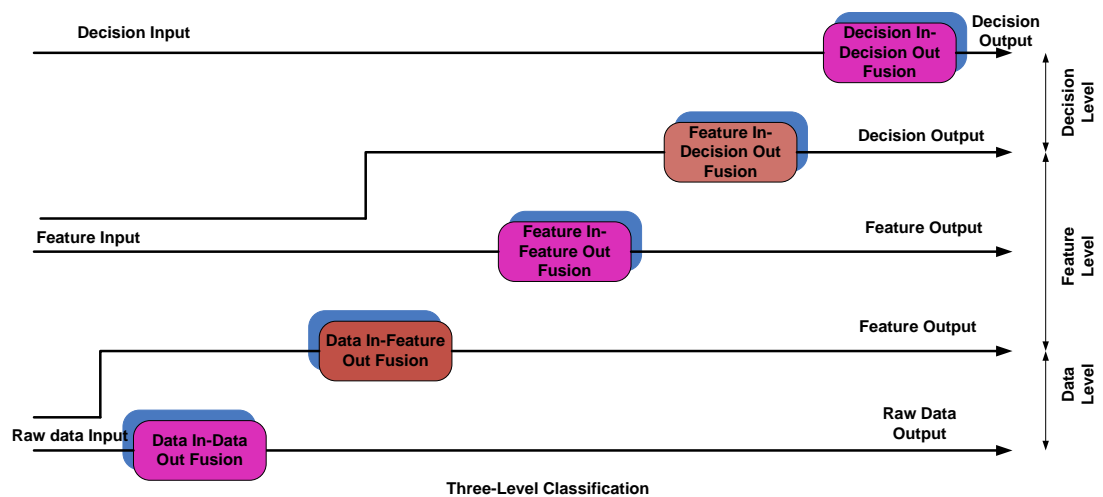 Decision Input
Decision In-
Decision Out
Fusion
Decision
Output
Decision
Level
Feature In-
Decision Out
Fusion
Decision Output
Feature Input
Feature In-
Feature Out
Fusion
Feature Output
Feature
Level
Data In-Feature
Out Fusion
Feature Output
Data
Level
Raw data Input
Data In-Data
Out Fusion
Raw Data
Output
Three-Level Classification